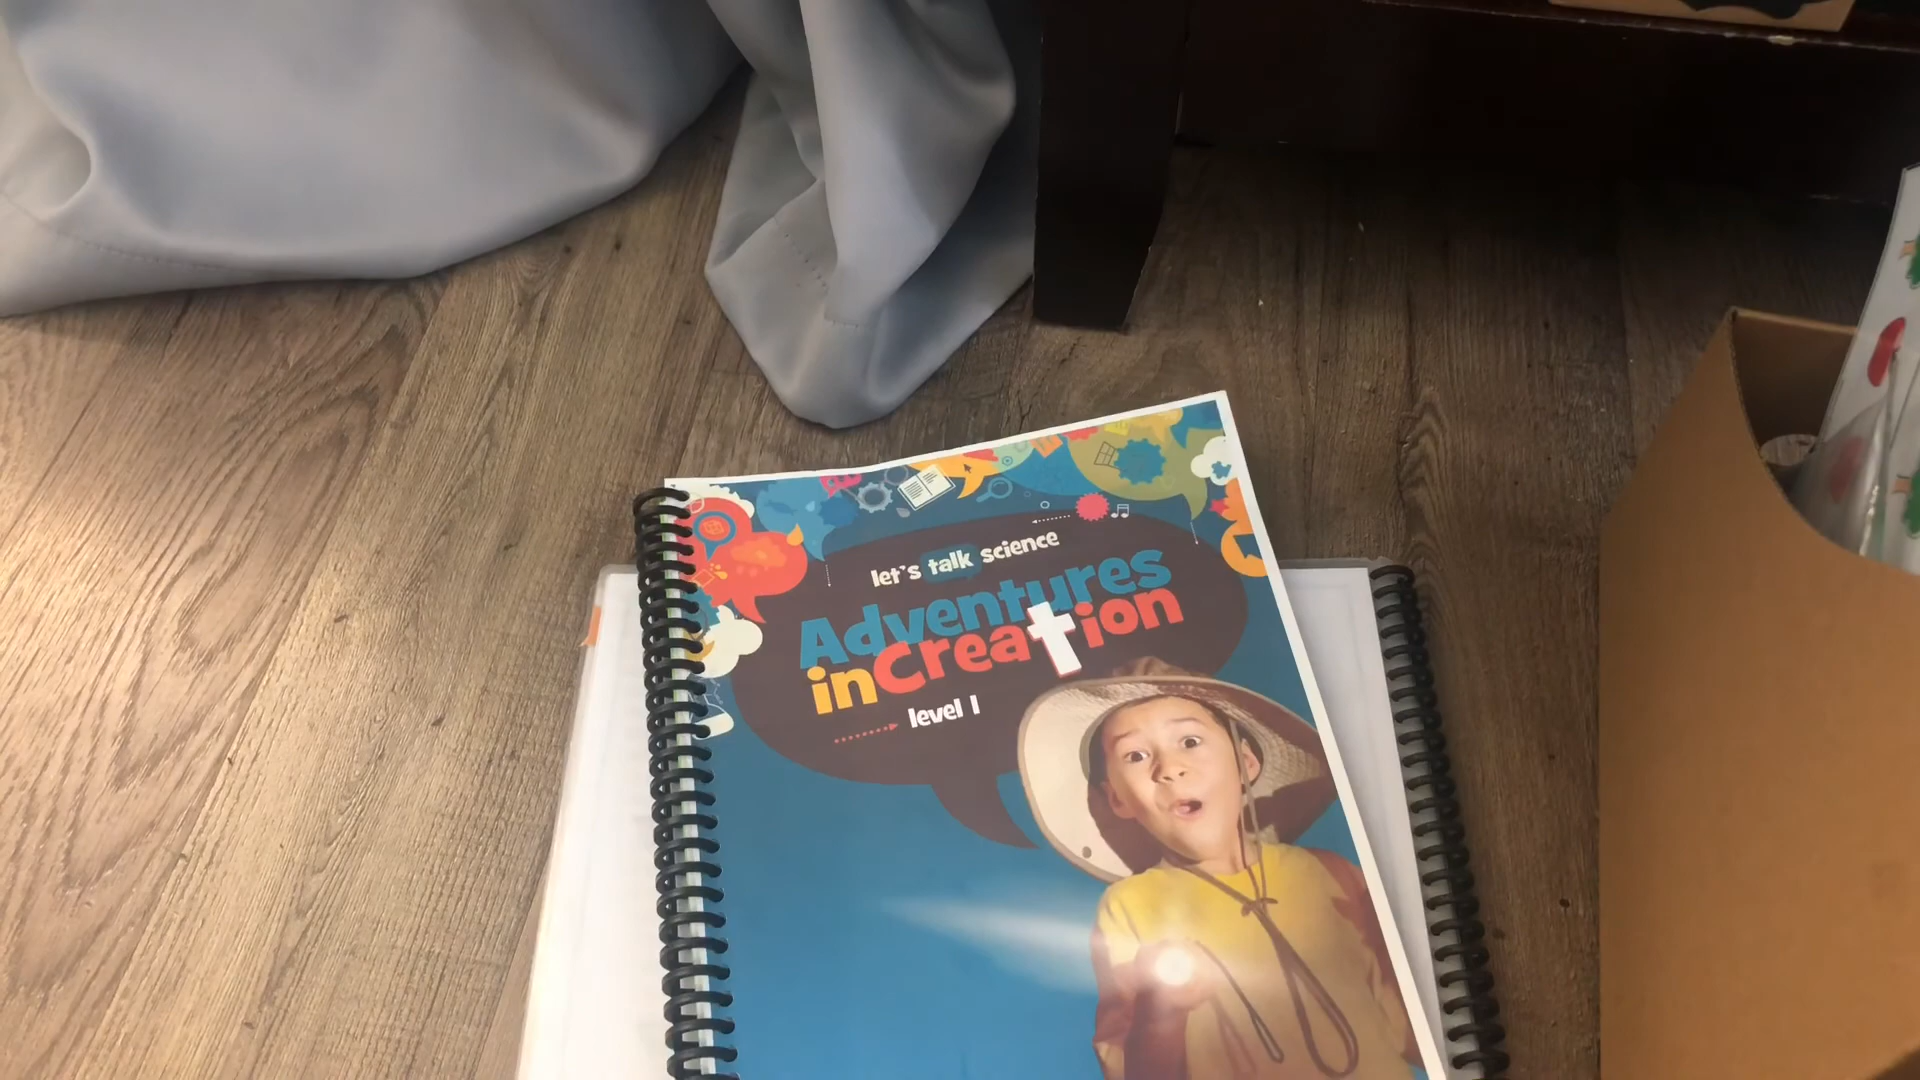 let's talk science
Adventures
inCreation
level 1